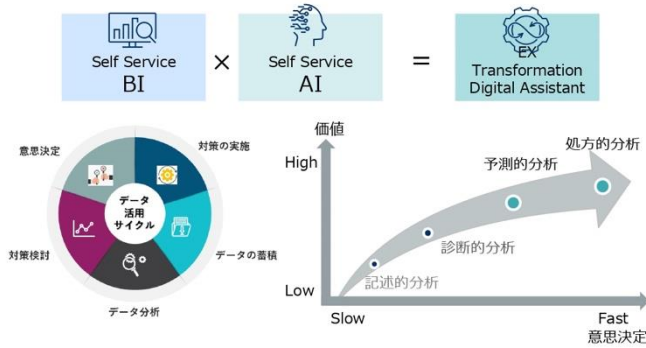 Self Service
BI
×
Self Service
AI
=
EX
Transformation
Digital Assistant
意思決定
対策の実施
データ
活用
サイクル
対策検討
データの蓄積
データ分析
価値
High
Low
処方的分析
予測的分析
診断的分析
記述的分析
Slow
Fast
意思決定